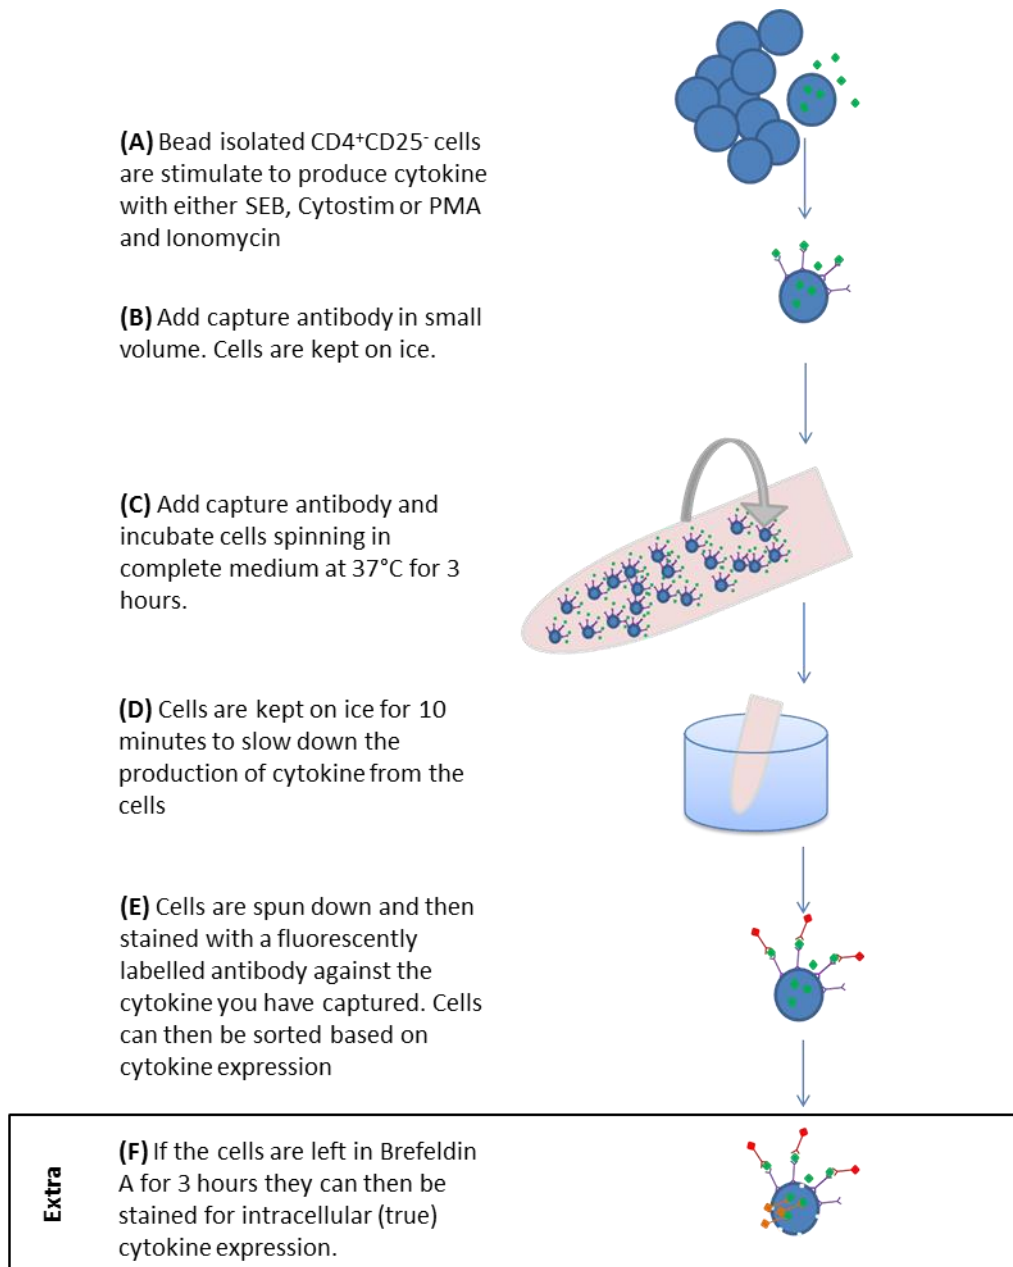 (A) Bead isolated CD4⁺CD25⁻ cells
are stimulate to produce cytokine
with either SEB, Cytostim or PMA
and Ionomycin
(B) Add capture antibody in small
volume. Cells are kept on ice.
(C) Add capture antibody and
incubate cells spinning in
complete medium at 37°C for 3
hours.
(D) Cells are kept on ice for 10
minutes to slow down the
production of cytokine from the
cells
(E) Cells are spun down and then
stained with a fluorescently
labelled antibody against the
cytokine you have captured. Cells
can then be sorted based on
cytokine expression
Extra
(F) If the cells are left in Brefeldin
A for 3 hours they can then be
stained for intracellular (true)
cytokine expression.